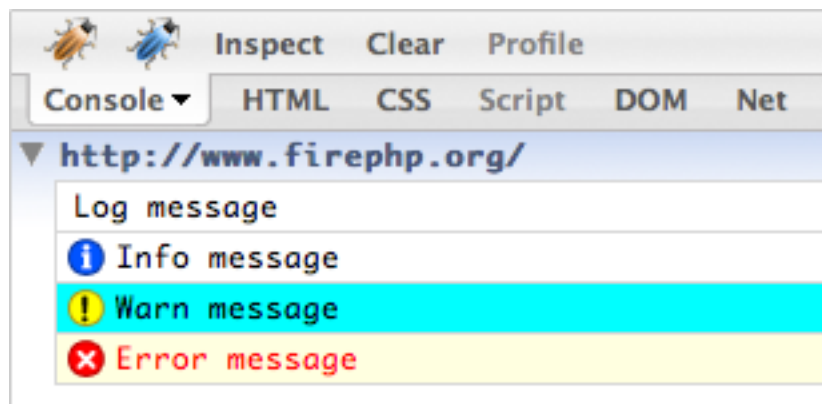 Inspect Clear Profile
Console HTML CSS Script DOM Net
http://www.firephp.org/
Log message
Info message
Warn message
Error message